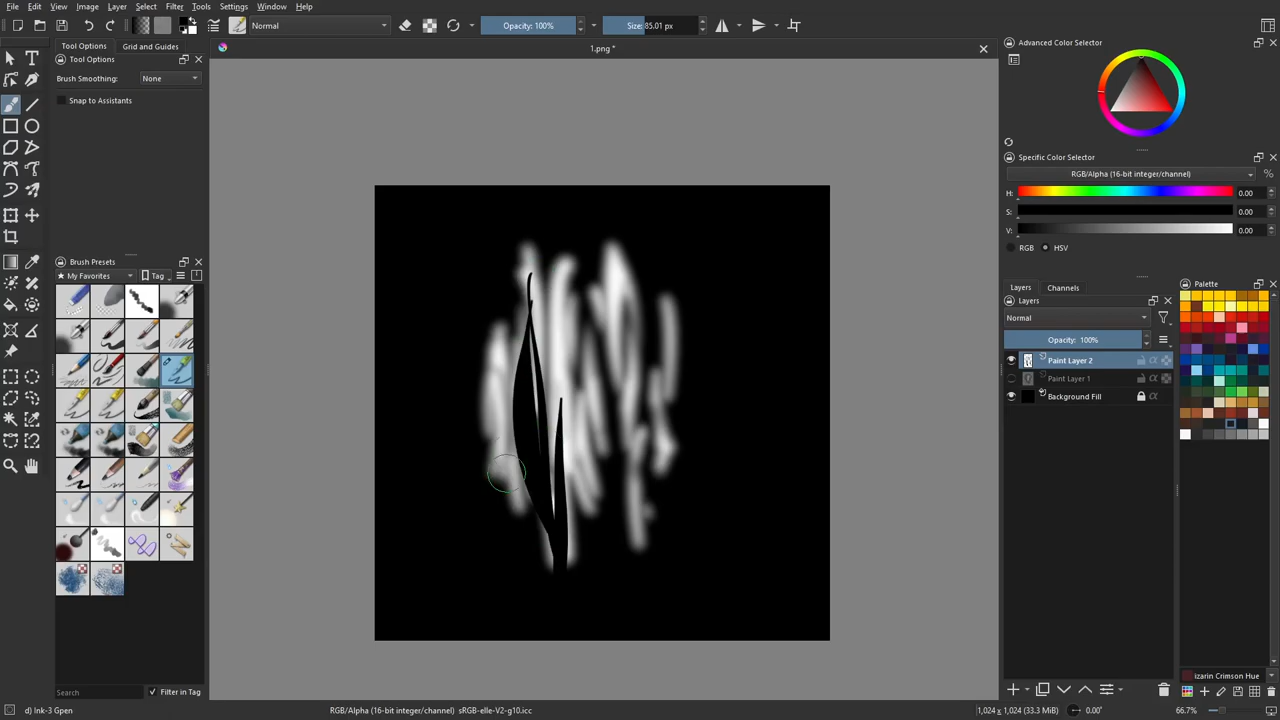 File Edit View Image Layer Select Filter Tools Settings Window Help
Normal
Opacity: 100%
Size: 85.01 px
Tool Options
Grid and Guides
Tool Options
Brush Smoothing:
None
Snap to Assistants
Brush Presets
My Favorites
Tag
Search
Filter in Tag
1.png *
Advanced Color Selector
Specific Color Selector
RGB/Alpha (16-bit integer/channel)
%
H:
0.00
S:
0.00
V:
0.00
RGB
HSV
Layers
Channels
Layers
Normal
Opacity: 100%
Paint Layer 2
Paint Layer 1
Background Fill
Palette
izarin Crimson Hue
d) Ink-3 Gpen
RGB/Alpha (16-bit integer/channel) sRGB-elle-V2-g10.icc
1,024 x 1,024 (33.3 MiB)
0.00°
66.7%